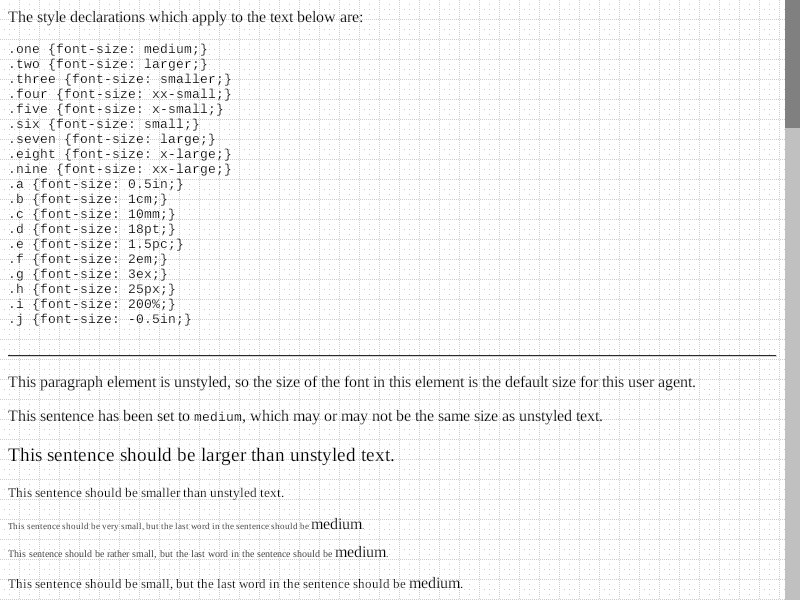 The style declarations which apply to the text below are:
.one {font-size: medium;}
.two {font-size: larger;}
.three {font-size: smaller;}
.four {font-size: xx-small;}
.five {font-size: x-small;}
.six {font-size: small;}
.seven {font-size: large;}
.eight {font-size: x-large;}
.nine {font-size: xx-large;}
.a {font-size: 0.5in;}
.b {font-size: 1cm;}
.c {font-size: 10mm;}
.d {font-size: 18pt;}
.e {font-size: 1.5pc;}
.f {font-size: 2em;}
.g {font-size: 3ex;}
.h {font-size: 25px;}
.i {font-size: 200%;}
.j {font-size: -0.5in;}
This paragraph element is unstyled, so the size of the font in this element is the default size for this user agent.
This sentence has been set to medium, which may or may not be the same size as unstyled text.
This sentence should be larger than unstyled text.
This sentence should be smaller than unstyled text.
This sentence should be very small, but the last word in the sentence should be medium.
This sentence should be rather small, but the last word in the sentence should be medium.
This sentence should be small, but the last word in the sentence should be medium.